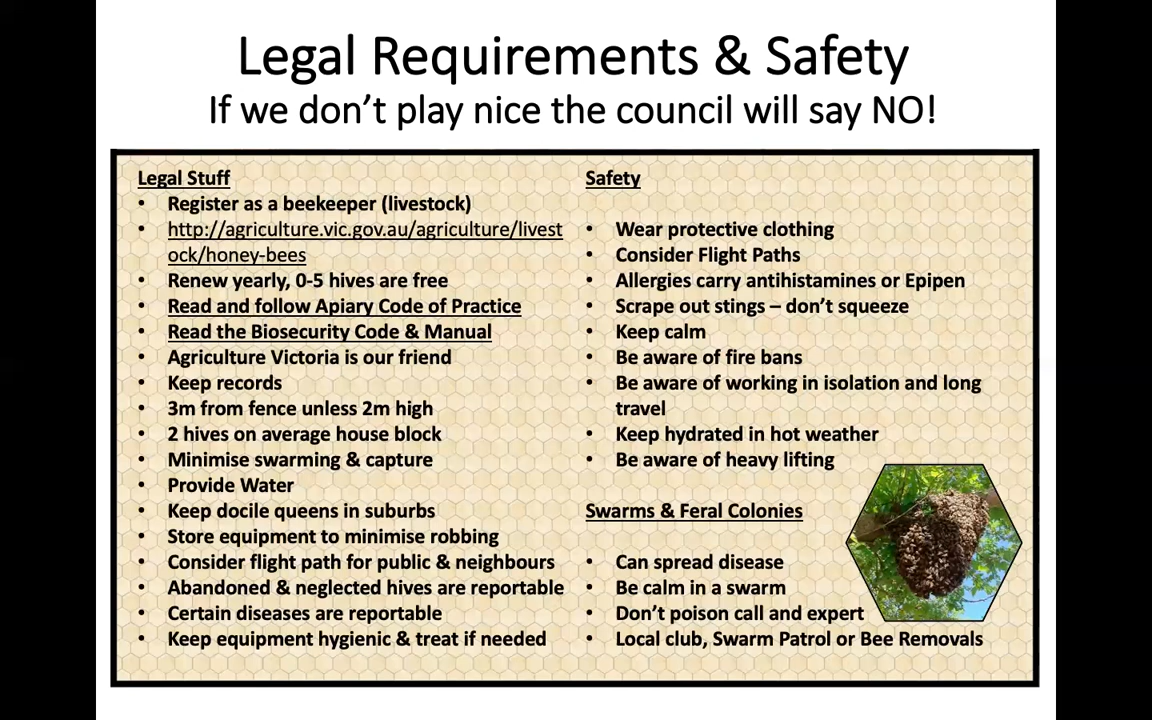 Legal Requirements & Safety
If we don't play nice the council will say NO!
Legal Stuff
• Register as a beekeeper (livestock)
• http://agriculture.vic.gov.au/agriculture/livest
ock/honey-bees
• Renew yearly, 0-5 hives are free
• Read and follow Apiary Code of Practice
• Read the Biosecurity Code & Manual
• Agriculture Victoria is our friend
• Keep records
• 3m from fence unless 2m high
• 2 hives on average house block
• Minimise swarming & capture
• Provide Water
• Keep docile queens in suburbs
• Store equipment to minimise robbing
• Consider flight path for public & neighbours
• Abandoned & neglected hives are reportable
• Certain diseases are reportable
• Keep equipment hygienic & treat if needed
Safety
• Wear protective clothing
• Consider Flight Paths
• Allergies carry antihistamines or Epipen
• Scrape out stings – don't squeeze
• Keep calm
• Be aware of fire bans
• Be aware of working in isolation and long
travel
• Keep hydrated in hot weather
• Be aware of heavy lifting
Swarms & Feral Colonies
• Can spread disease
• Be calm in a swarm
• Don't poison call and expert
• Local club, Swarm Patrol or Bee Removals